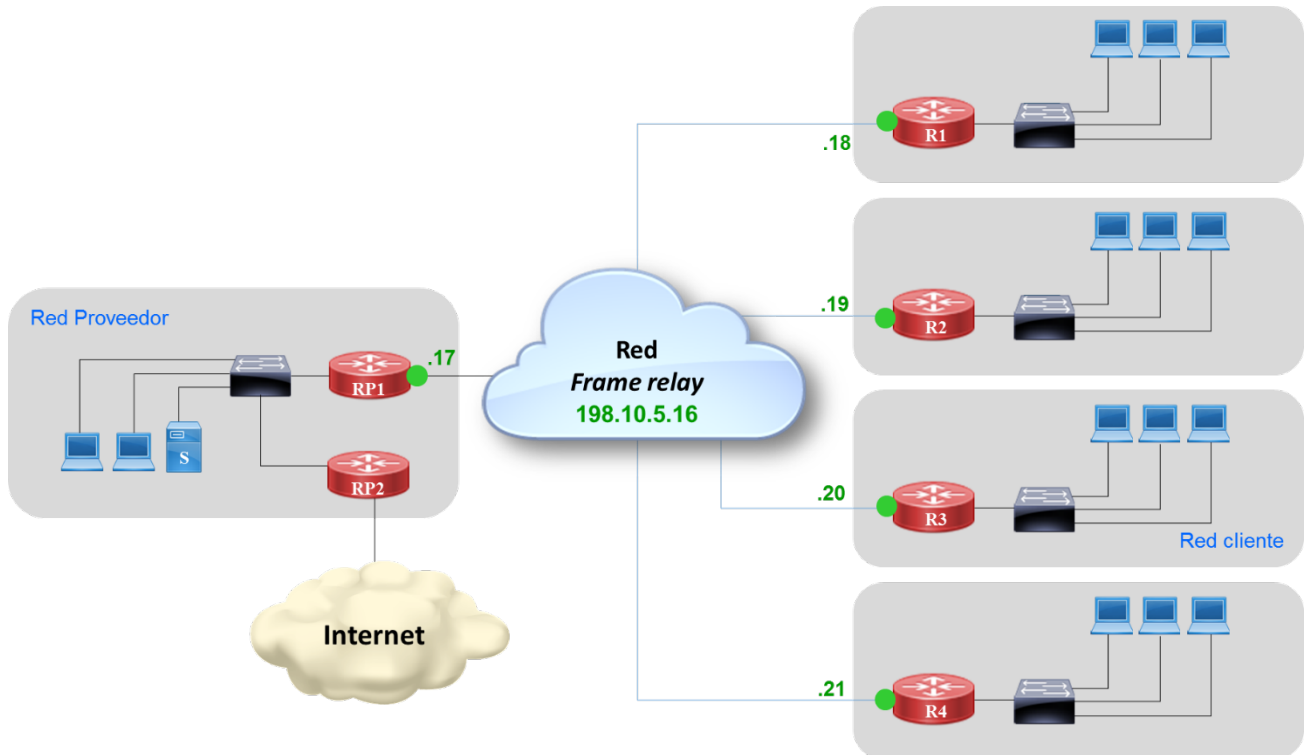 R1
.18
R2
.19
Red Proveedor
.17
RP1
Red
Frame relay
198.10.5.16
S
RP2
.20
R3
Red cliente
Internet
.21
R4